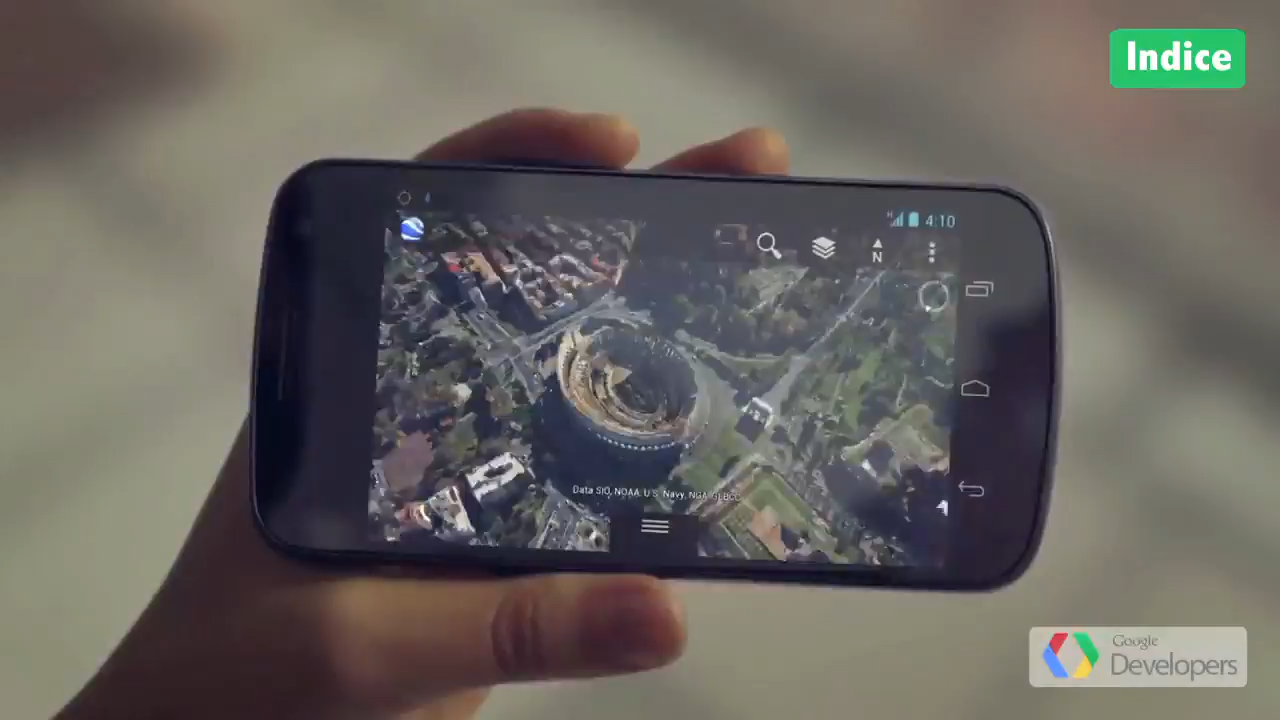 Indice
4:10
N
Data SIO, NOAA, U.S. Navy, NGA, GEBCO
Google
Developers